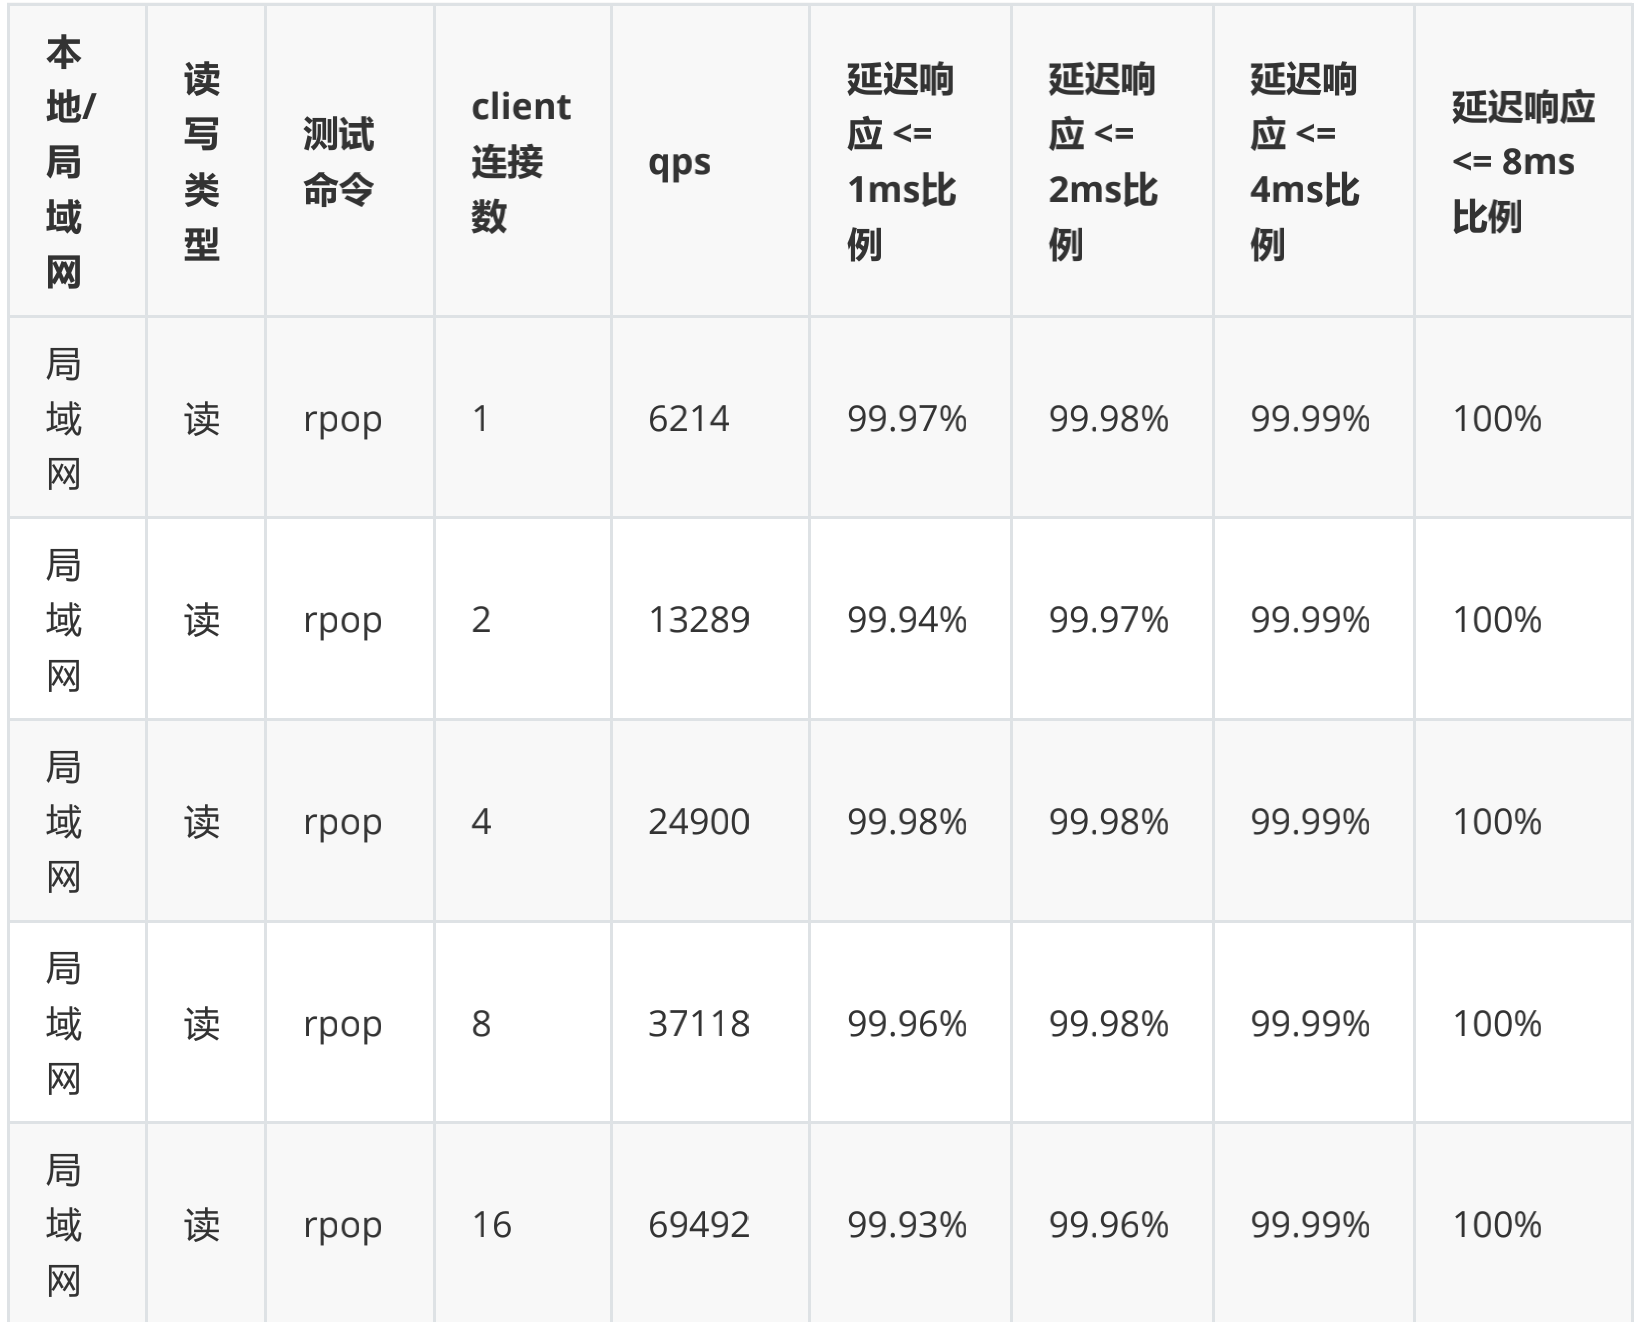 本地/局域网 读写类型 测试命令 client连接数 qps 延迟响应 <= 1ms比例 延迟响应 <= 2ms比例 延迟响应 <= 4ms比例 延迟响应 <= 8ms比例
局域网 读 rpop 1 6214 99.97% 99.98% 99.99% 100%
局域网 读 rpop 2 13289 99.94% 99.97% 99.99% 100%
局域网 读 rpop 4 24900 99.98% 99.98% 99.99% 100%
局域网 读 rpop 8 37118 99.96% 99.98% 99.99% 100%
局域网 读 rpop 16 69492 99.93% 99.96% 99.99% 100%